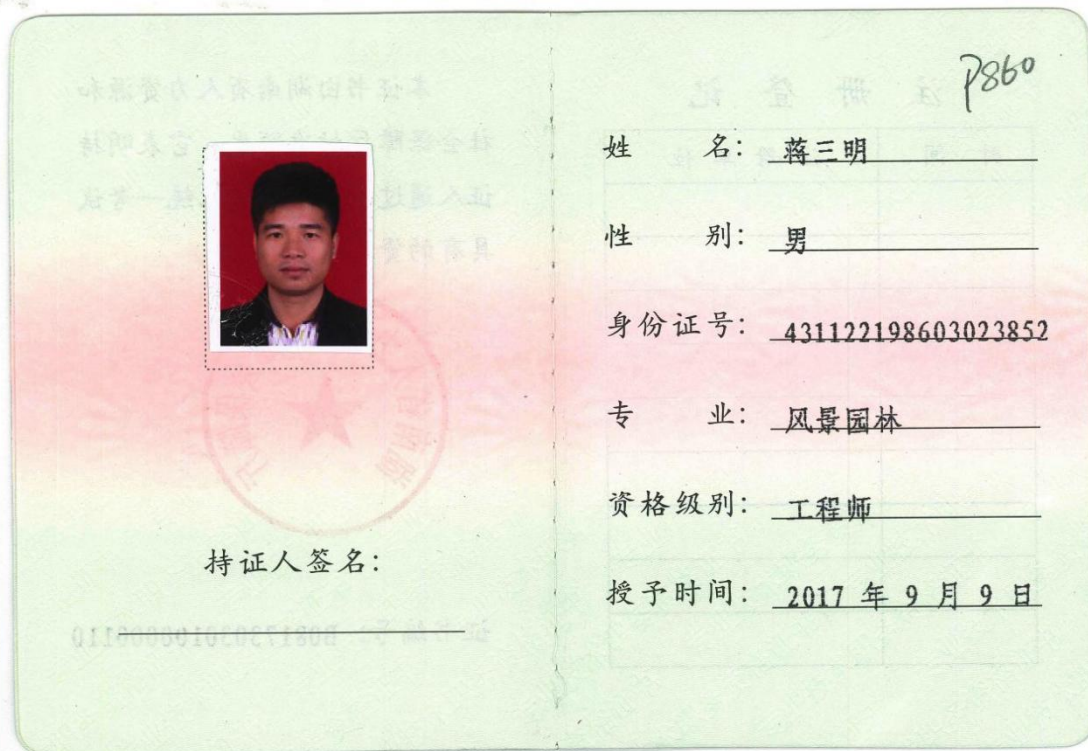 P860
姓 名: 蒋三明
性 别: 男
身份证号: 431122198603023852
专 业: 风景园林
资格级别: 工程师
授予时间: 2017 年 9 月 9 日
持证人签名: